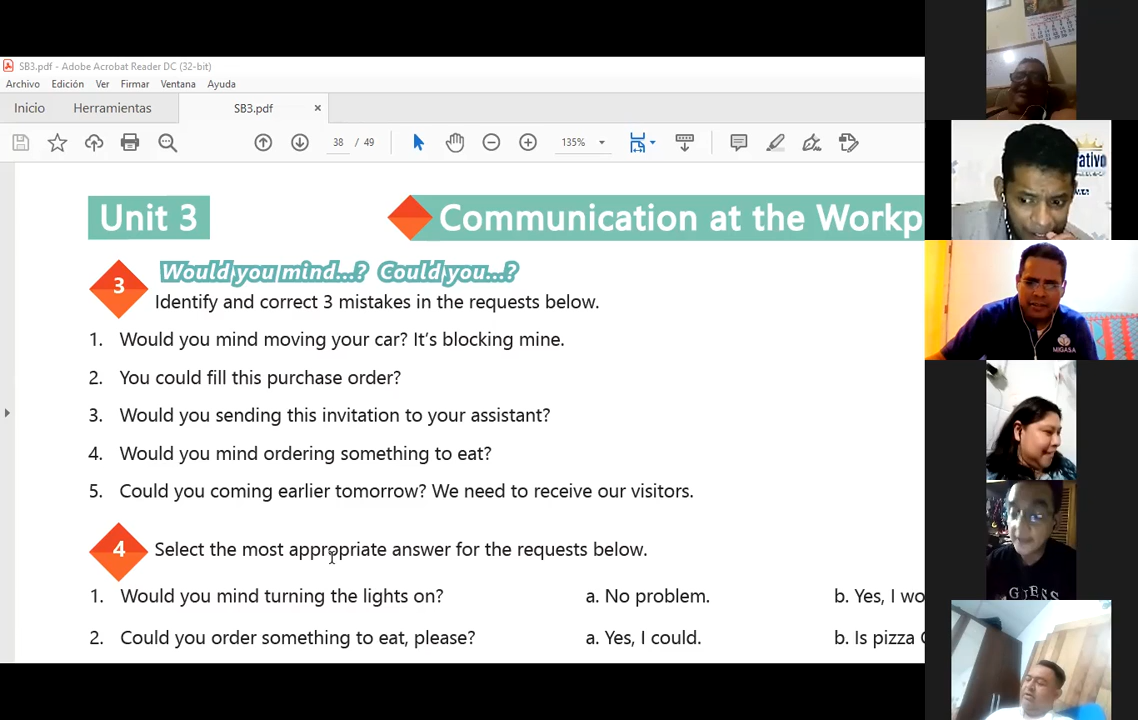 SB3.pdf - Adobe Acrobat Reader DC (32-bit)
Archivo Edición Ver Firmar Ventana Ayuda
Inicio Herramientas SB3.pdf ×
38 / 49 135%
Unit 3 Communication at the Workp
3 Would you mind...? Could you...?
Identify and correct 3 mistakes in the requests below.
1. Would you mind moving your car? It's blocking mine.
2. You could fill this purchase order?
3. Would you sending this invitation to your assistant?
4. Would you mind ordering something to eat?
5. Could you coming earlier tomorrow? We need to receive our visitors.
4 Select the most appropriate answer for the requests below.
1. Would you mind turning the lights on? a. No problem. b. Yes, I wo
2. Could you order something to eat, please? a. Yes, I could. b. Is pizza
rativo
MIGASA
GUESS